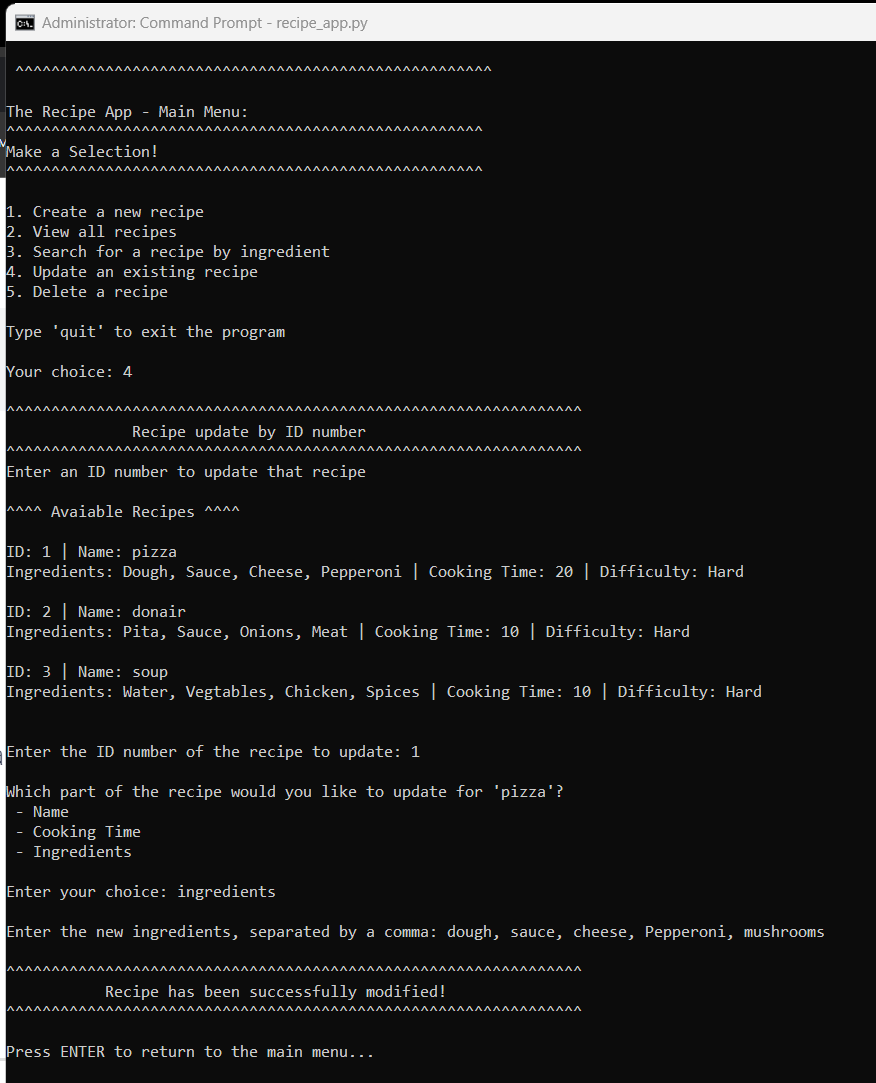 Administrator: Command Prompt - recipe_app.py
^^^^^^^^^^^^^^^^^^^^^^^^^^^^^^^^^^^^^^^^^^^^^^^^^^^^^
The Recipe App - Main Menu:
^^^^^^^^^^^^^^^^^^^^^^^^^^^^^^^^^^^^^^^^^^^^^^^^^^^^^
Make a Selection!
^^^^^^^^^^^^^^^^^^^^^^^^^^^^^^^^^^^^^^^^^^^^^^^^^^^^^
1. Create a new recipe
2. View all recipes
3. Search for a recipe by ingredient
4. Update an existing recipe
5. Delete a recipe
Type 'quit' to exit the program
Your choice: 4
^^^^^^^^^^^^^^^^^^^^^^^^^^^^^^^^^^^^^^^^^^^^^^^^^^^^^^^^^^^^^^^^
Recipe update by ID number
^^^^^^^^^^^^^^^^^^^^^^^^^^^^^^^^^^^^^^^^^^^^^^^^^^^^^^^^^^^^^^^^
Enter an ID number to update that recipe
^^^^ Avaiable Recipes ^^^^
ID: 1 | Name: pizza
Ingredients: Dough, Sauce, Cheese, Pepperoni | Cooking Time: 20 | Difficulty: Hard
ID: 2 | Name: donair
Ingredients: Pita, Sauce, Onions, Meat | Cooking Time: 10 | Difficulty: Hard
ID: 3 | Name: soup
Ingredients: Water, Vegtables, Chicken, Spices | Cooking Time: 10 | Difficulty: Hard
Enter the ID number of the recipe to update: 1
Which part of the recipe would you like to update for 'pizza'?
- Name
- Cooking Time
- Ingredients
Enter your choice: ingredients
Enter the new ingredients, separated by a comma: dough, sauce, cheese, Pepperoni, mushrooms
^^^^^^^^^^^^^^^^^^^^^^^^^^^^^^^^^^^^^^^^^^^^^^^^^^^^^^^^^^^^^^^^
Recipe has been successfully modified!
^^^^^^^^^^^^^^^^^^^^^^^^^^^^^^^^^^^^^^^^^^^^^^^^^^^^^^^^^^^^^^^^
Press ENTER to return to the main menu...